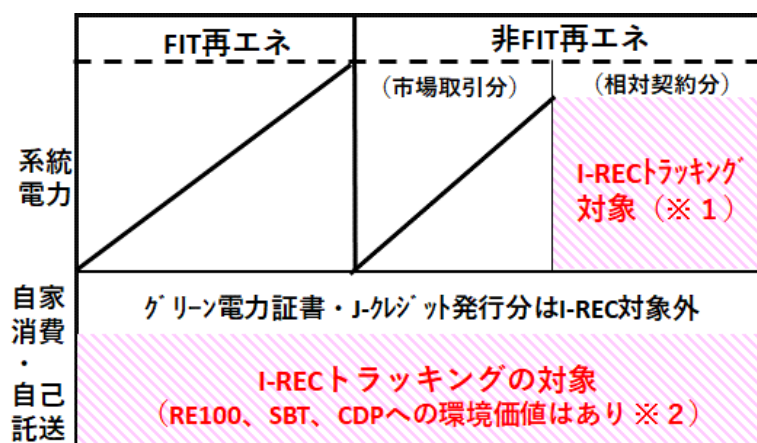 FIT再エネ
非FIT再エネ
(市場取引分)
(相対契約分)
系統
電力
I-RECﾄﾗｯｷﾝｸﾞ
対象(※1)
自家
消費
・
自己
託送
ｸﾞﾘｰﾝ電力証書・J-ｸﾚｼﾞｯﾄ発行分はI-REC対象外
I-RECトラッキングの対象
(RE100、SBT、CDPへの環境価値はあり※2)